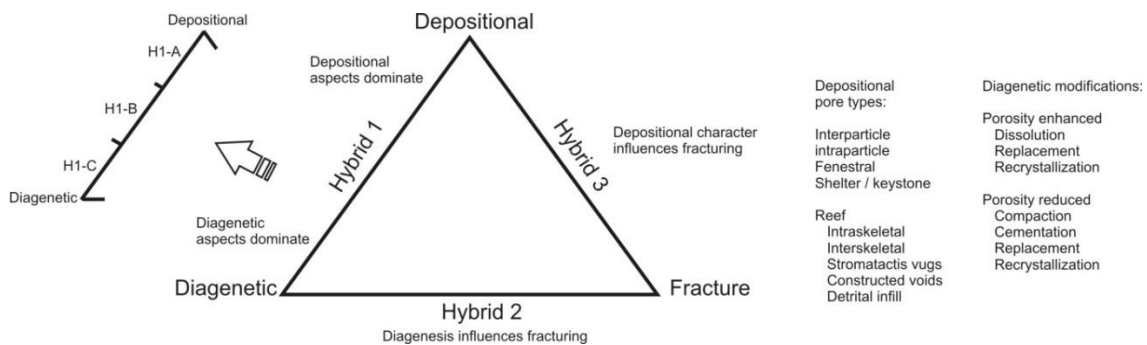 Depositional
H1-A
H1-B
H1-C
Diagenetic
Depositional
Depositional
aspects dominate
Hybrid 1
Diagenetic
aspects dominate
Diagenetic
Hybrid 3
Depositional character
influences fracturing
Fracture
Hybrid 2
Diagenesis influences fracturing
Depositional
pore types:
Interparticle
intraparticle
Fenestral
Shelter / keystone
Reef
Intraskeletal
Interskeletal
Stromatactis vugs
Constructed voids
Detrital infill
Diagenetic modifications:
Porosity enhanced
Dissolution
Replacement
Recrystallization
Porosity reduced
Compaction
Cementation
Replacement
Recrystallization